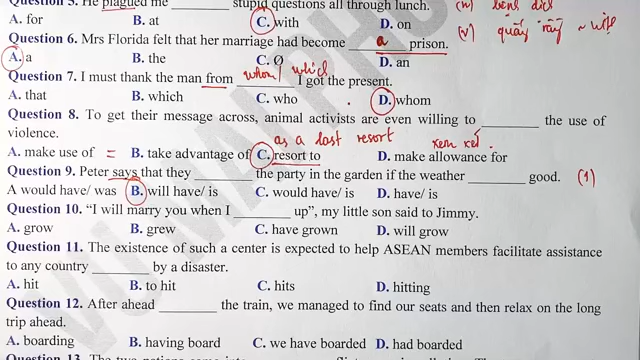 Question 5. He plagued me ________ stupid questions all through lunch. (n) bệnh dịch
A. for B. at C. with D. on (v) quấy rầy ~
Question 6. Mrs Florida felt that her marriage had become ____a____ prison.
A. a B. the C. Ø D. an
whom/ which
Question 7. I must thank the man from ________ I got the present.
A. that B. which C. who D. whom
Question 8. To get their message across, animal activists are even willing to ________ the use of
violence. as a last resort xem xét
A. make use of = B. take advantage of C. resort to D. make allowance for
Question 9. Peter says that they ________ the party in the garden if the weather ________ good. (1)
A would have/ was B. will have/ is C. would have/ is D. have/ is
Question 10. “I will marry you when I ________ up”, my little son said to Jimmy.
A. grow B. grew C. have grown D. will grow
Question 11. The existence of such a center is expected to help ASEAN members facilitate assistance
to any country ________ by a disaster.
A. hit B. to hit C. hits D. hitting
Question 12. After ahead ________ the train, we managed to find our seats and then relax on the long
trip ahead.
A. boarding B. having board C. we have boarded D. had boarded